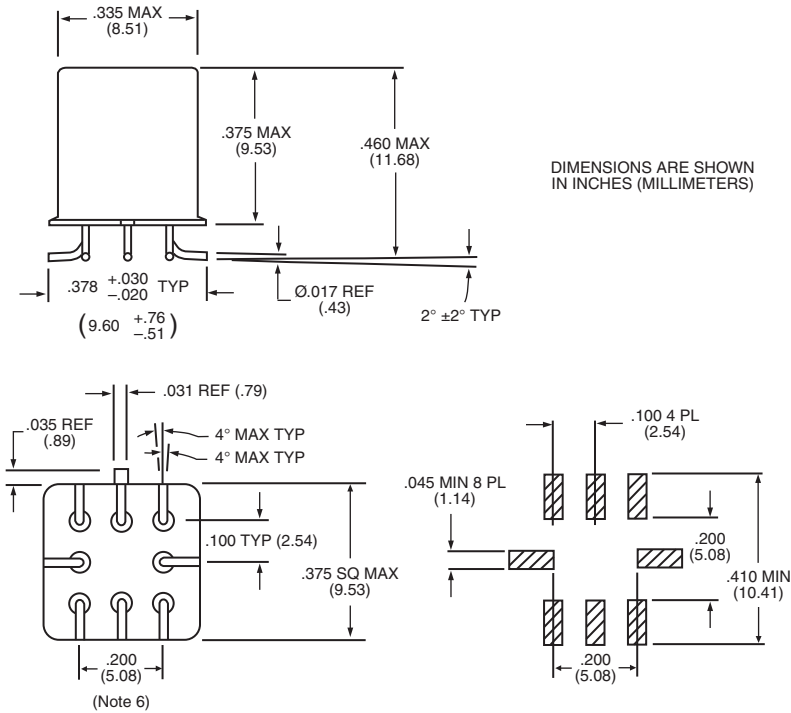 .335 MAX
(8.51)
.375 MAX
(9.53)
.460 MAX
(11.68)
DIMENSIONS ARE SHOWN
IN INCHES (MILLIMETERS)
.378 +.030 –.020 TYP
(9.60 +.76 –.51)
Ø.017 REF
(.43)
2° ±2° TYP
.031 REF (.79)
.035 REF
(.89)
4° MAX TYP
4° MAX TYP
.100 TYP (2.54)
.375 SQ MAX
(9.53)
.200
(5.08)
(Note 6)
.100 4 PL
(2.54)
.045 MIN 8 PL
(1.14)
.200
(5.08)
.410 MIN
(10.41)
.200
(5.08)